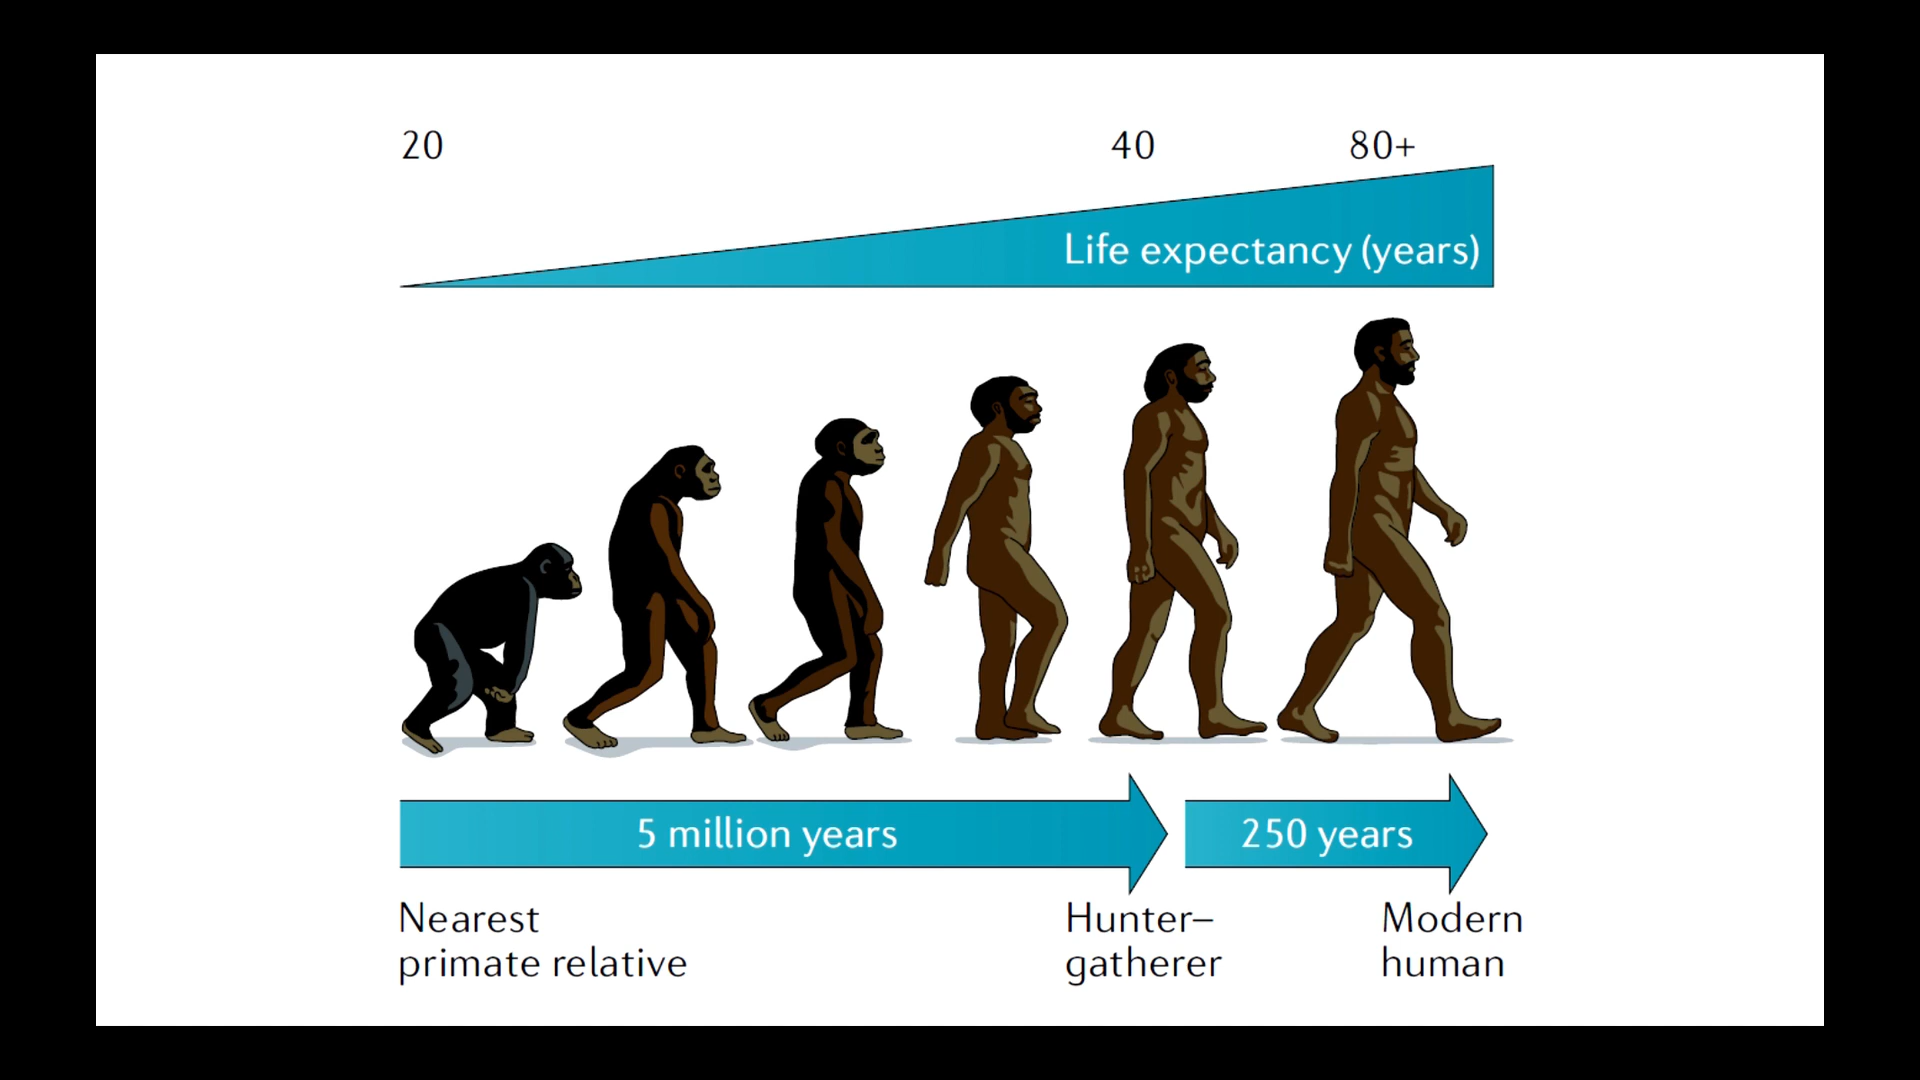 20 40 80+
Life expectancy (years)
5 million years 250 years
Nearest
primate relative
Hunter–
gatherer
Modern
human